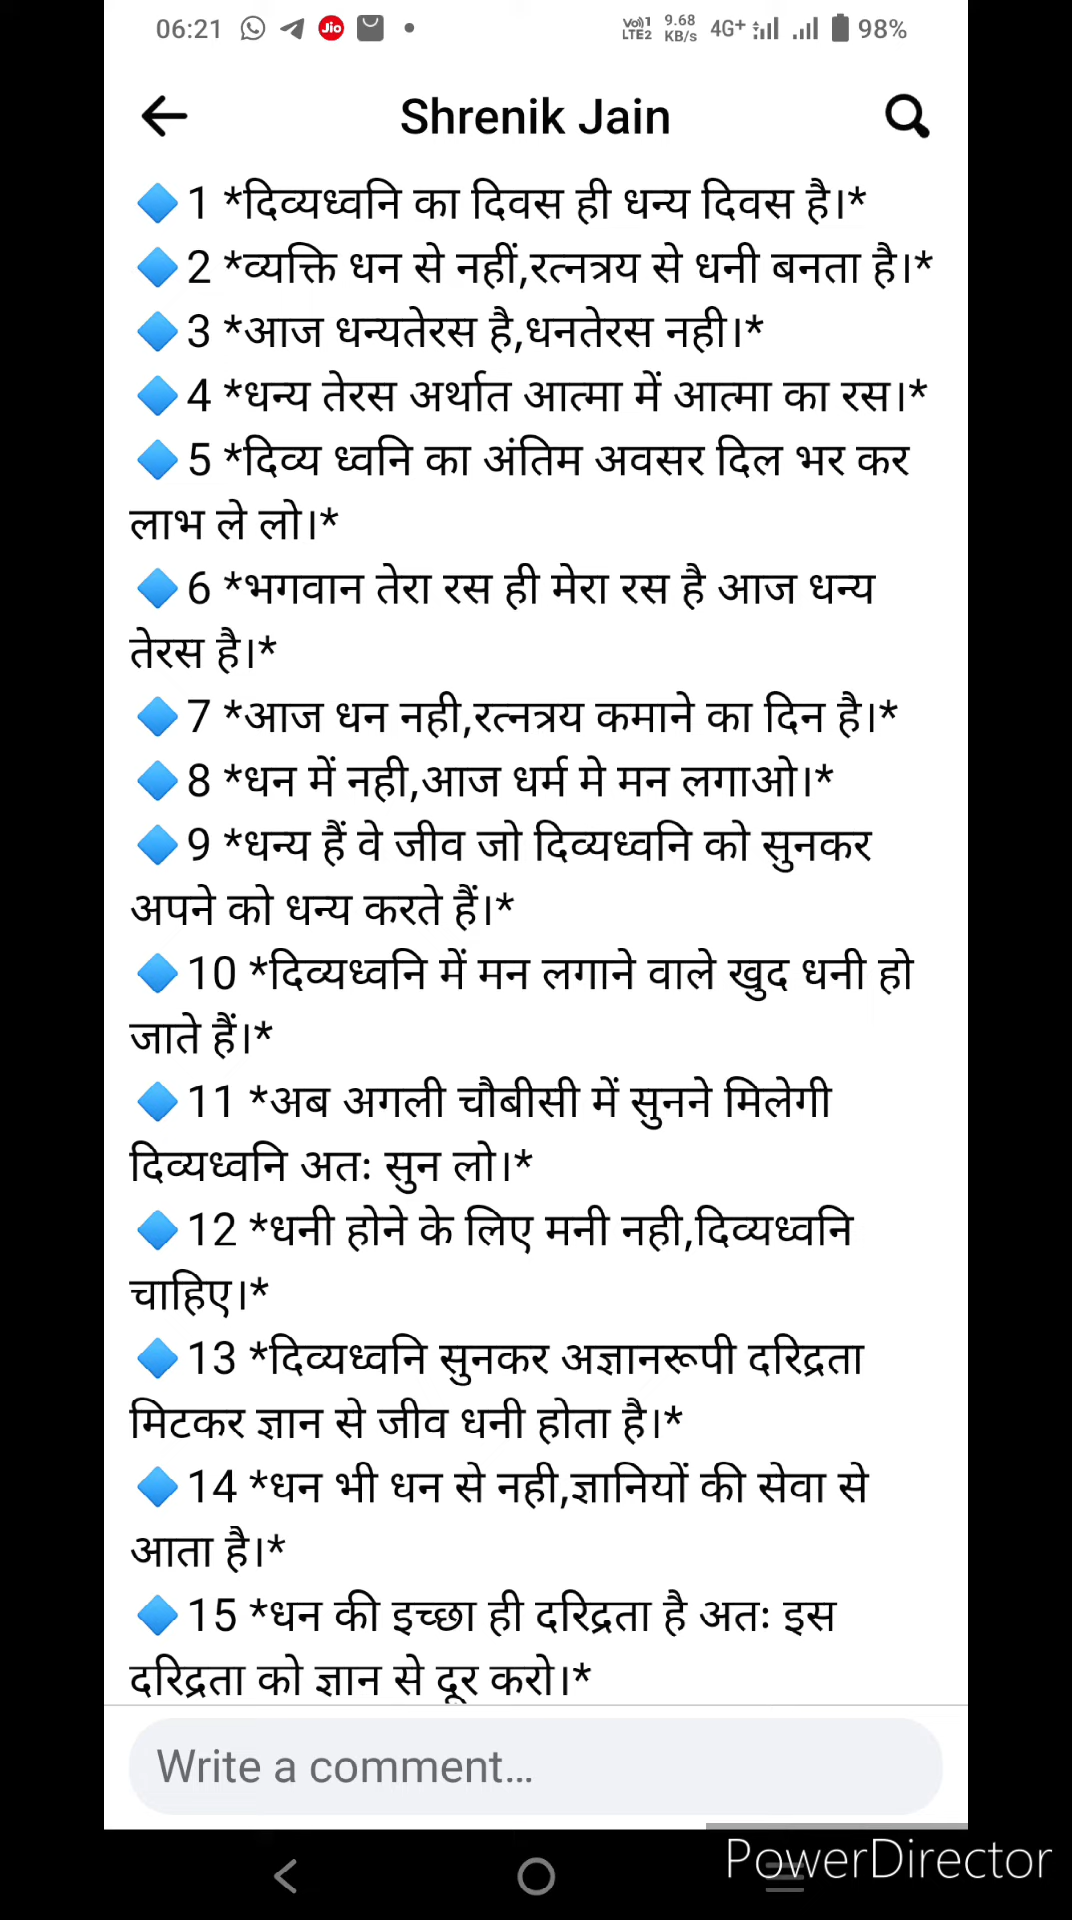 06:21 Jio Vo)) 1 LTE2 9.68 KB/s 4G+ 98%
Shrenik Jain
🔷1 *दिव्यध्वनि का दिवस ही धन्य दिवस है।*
🔷2 *व्यक्ति धन से नहीं,रत्नत्रय से धनी बनता है।*
🔷3 *आज धन्यतेरस है,धनतेरस नही।*
🔷4 *धन्य तेरस अर्थात आत्मा में आत्मा का रस।*
🔷5 *दिव्य ध्वनि का अंतिम अवसर दिल भर कर
लाभ ले लो।*
🔷6 *भगवान तेरा रस ही मेरा रस है आज धन्य
तेरस है।*
🔷7 *आज धन नही,रत्नत्रय कमाने का दिन है।*
🔷8 *धन में नही,आज धर्म मे मन लगाओ।*
🔷9 *धन्य हैं वे जीव जो दिव्यध्वनि को सुनकर
अपने को धन्य करते हैं।*
🔷10 *दिव्यध्वनि में मन लगाने वाले खुद धनी हो
जाते हैं।*
🔷11 *अब अगली चौबीसी में सुनने मिलेगी
दिव्यध्वनि अतः सुन लो।*
🔷12 *धनी होने के लिए मनी नही,दिव्यध्वनि
चाहिए।*
🔷13 *दिव्यध्वनि सुनकर अज्ञानरूपी दरिद्रता
मिटकर ज्ञान से जीव धनी होता है।*
🔷14 *धन भी धन से नही,ज्ञानियों की सेवा से
आता है।*
🔷15 *धन की इच्छा ही दरिद्रता है अतः इस
दरिद्रता को ज्ञान से दूर करो।*
Write a comment...
PowerDirector